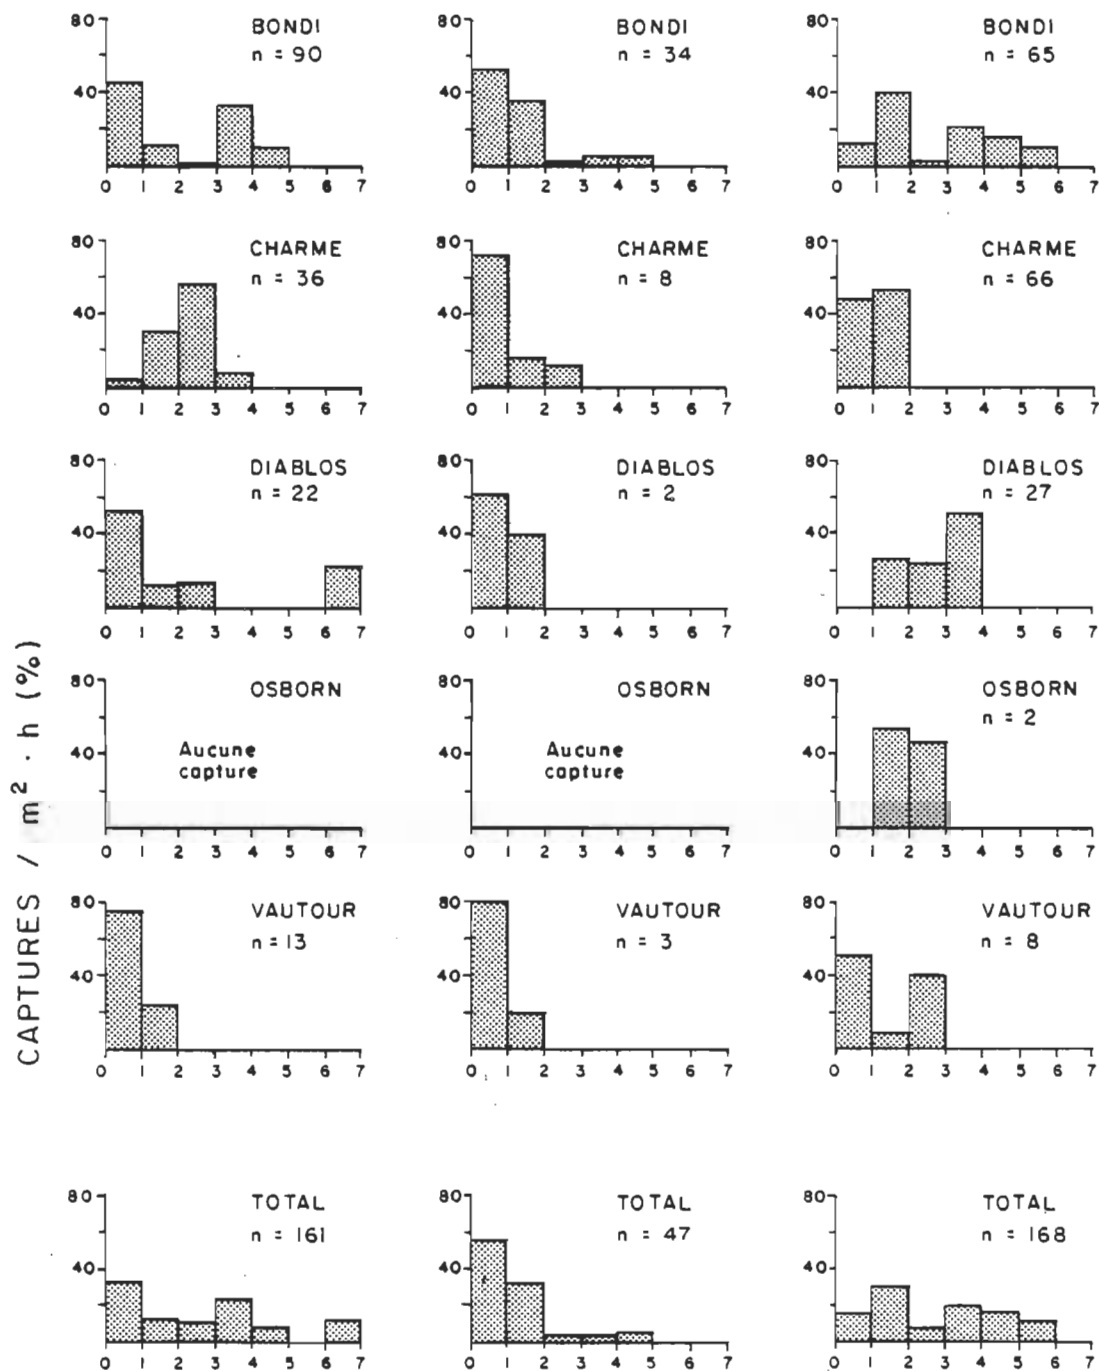 80 BONDI 80 BONDI 80 BONDI
n = 90 n = 34 n = 65
40 40 40
0 1 2 3 4 5 6 7 0 1 2 3 4 5 6 7 0 1 2 3 4 5 6 7
80 CHARME 80 CHARME 80 CHARME
n = 36 n = 8 n = 66
40 40 40
0 1 2 3 4 5 6 7 0 1 2 3 4 5 6 7 0 1 2 3 4 5 6 7
80 DIABLOS 80 DIABLOS 80 DIABLOS
n = 22 n = 2 n = 27
40 40 40
0 1 2 3 4 5 6 7 0 1 2 3 4 5 6 7 0 1 2 3 4 5 6 7
80 OSBORN 80 OSBORN 80 OSBORN
n = 2
40 Aucune 40 Aucune 40
capture capture
0 1 2 3 4 5 6 7 0 1 2 3 4 5 6 7 0 1 2 3 4 5 6 7
80 VAUTOUR 80 VAUTOUR 80 VAUTOUR
n = 13 n = 3 n = 8
40 40 40
0 1 2 3 4 5 6 7 0 1 2 3 4 5 6 7 0 1 2 3 4 5 6 7
80 TOTAL 80 TOTAL 80 TOTAL
n = 161 n = 47 n = 168
40 40 40
0 1 2 3 4 5 6 7 0 1 2 3 4 5 6 7 0 1 2 3 4 5 6 7
CAPTURES / m² · h (%)